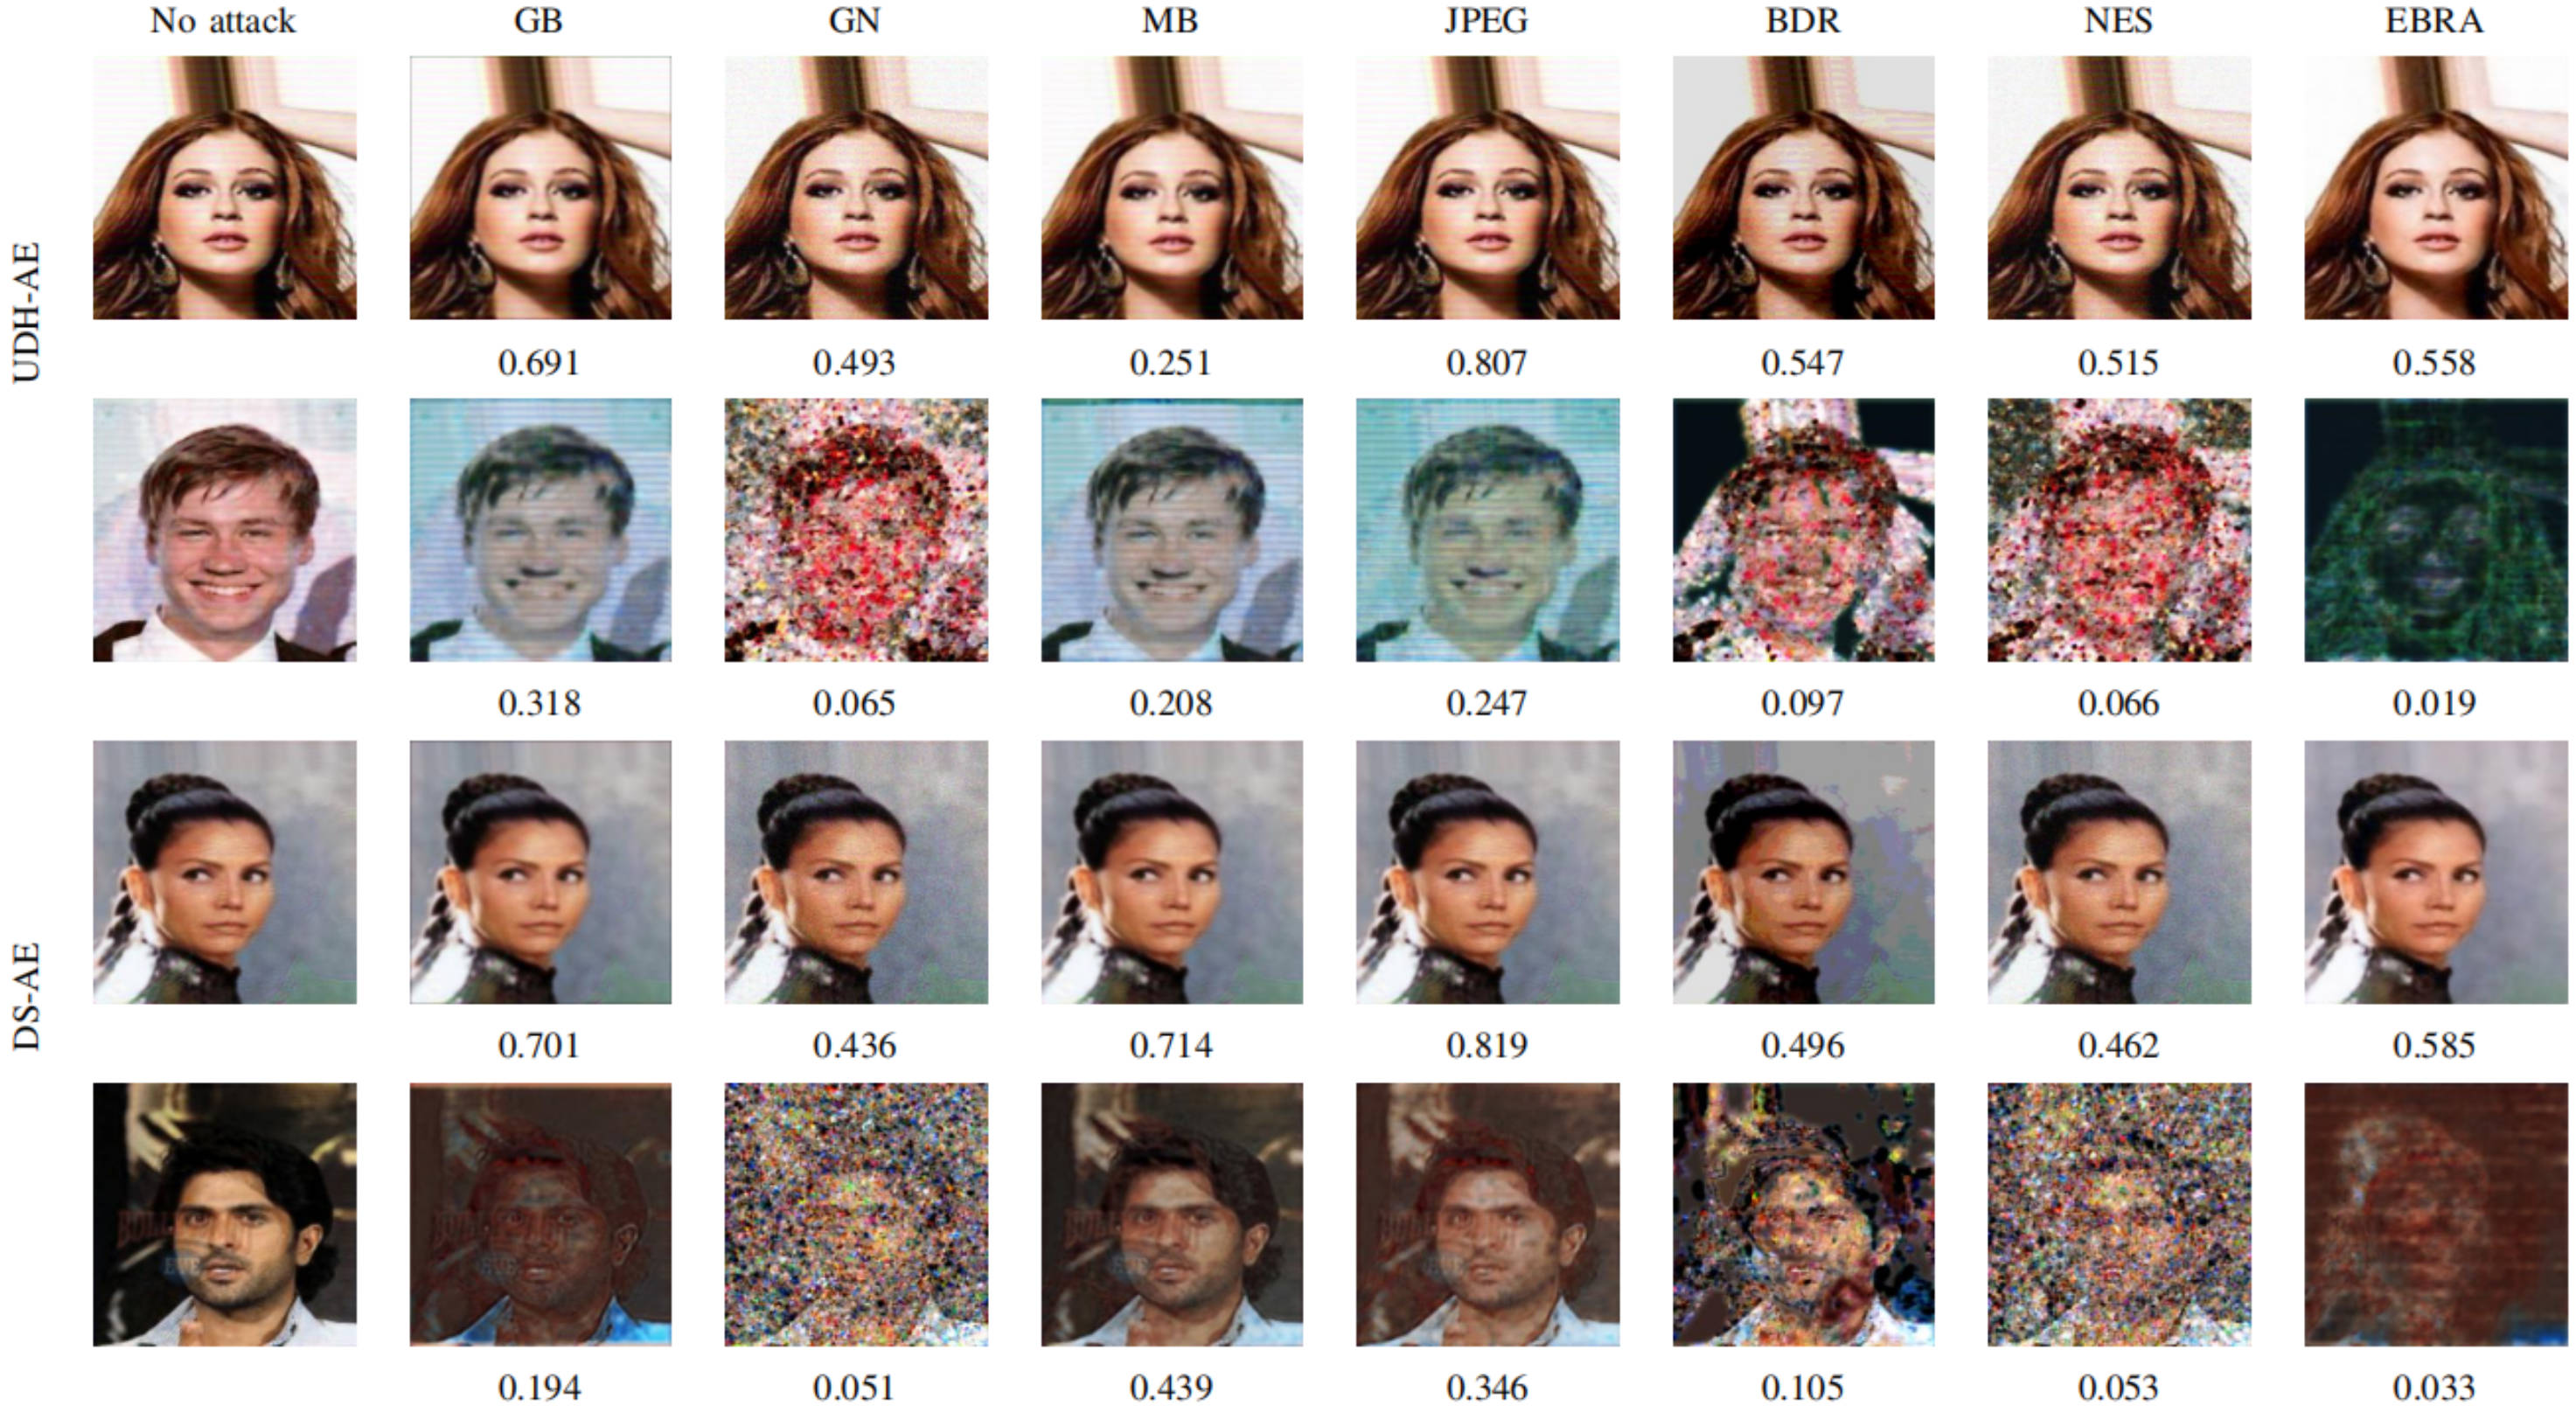 No attack GB GN MB JPEG BDR NES EBRA
UDH-AE
0.691 0.493 0.251 0.807 0.547 0.515 0.558
0.318 0.065 0.208 0.247 0.097 0.066 0.019
DS-AE
0.701 0.436 0.714 0.819 0.496 0.462 0.585
0.194 0.051 0.439 0.346 0.105 0.053 0.033